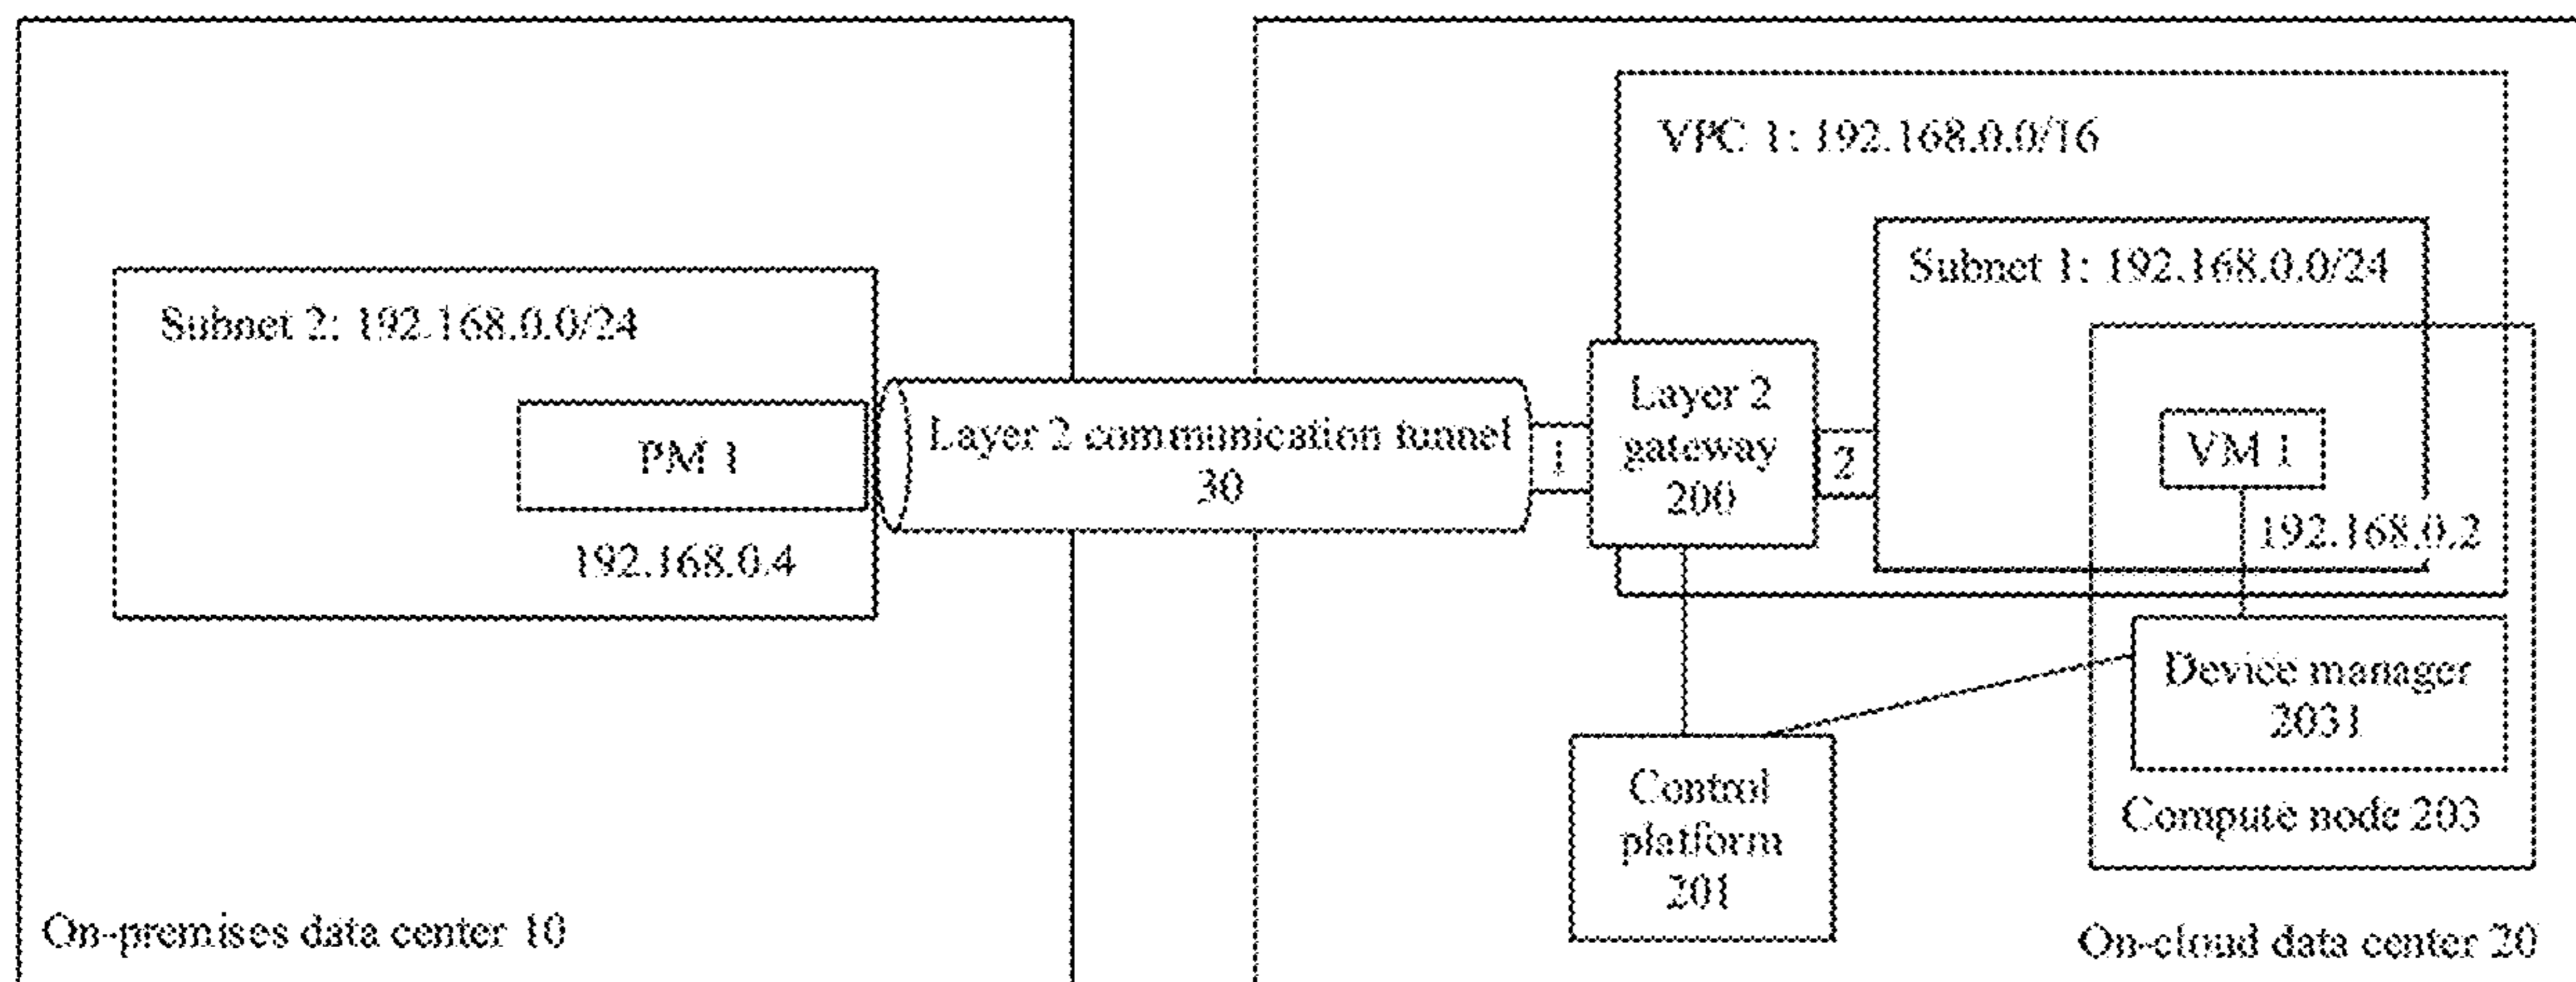 VPC 1: 192.168.0.0/16
Subnet 1: 192.168.0.0/24
Subnet 2: 192.168.0.0/24
PM 1
192.168.0.4
Layer 2 communication tunnel
30
1
Layer 2
gateway
200
2
VM 1
192.168.0.2
Device manager
2031
Compute node 203
Control
platform
201
On-premises data center 10
On-cloud data center 20